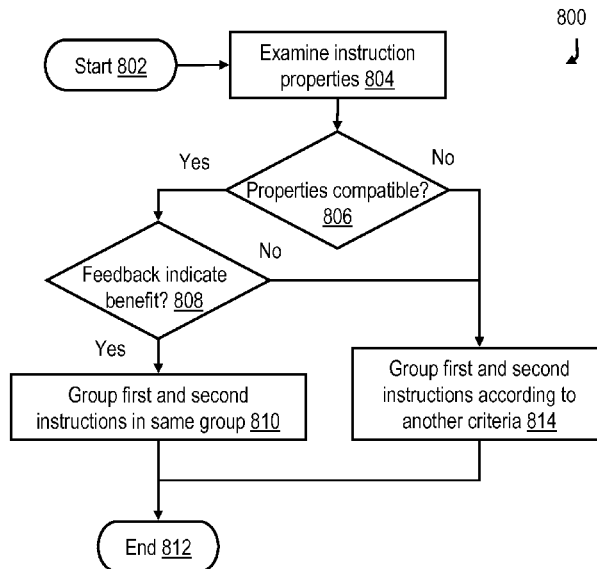 800
Start 802
Examine instruction
properties 804
Yes
No
Properties compatible?
806
No
Feedback indicate
benefit? 808
Yes
Group first and second
instructions in same group 810
Group first and second
instructions according to
another criteria 814
End 812